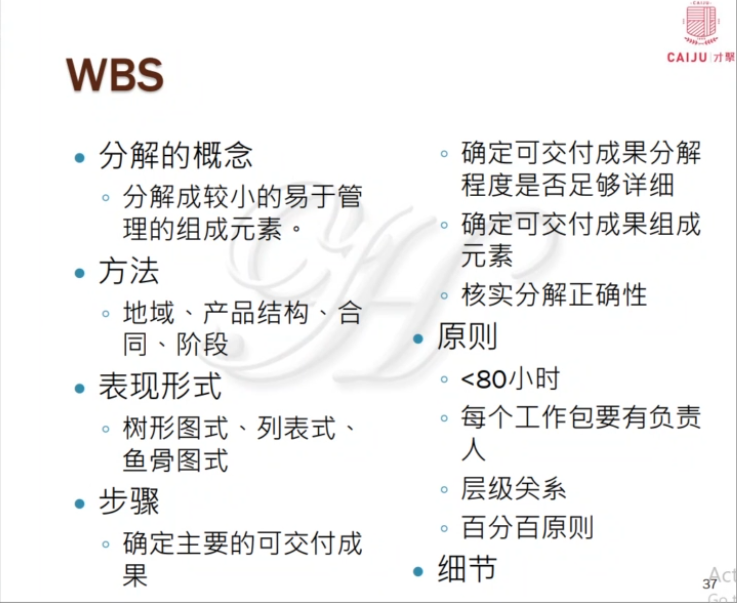 CAIJU 才聚
WBS
分解的概念
分解成较小的易于管
理的组成元素。
方法
地域、产品结构、合
同、阶段
表现形式
树形图式、列表式、
鱼骨图式
步骤
确定主要的可交付成
果
确定可交付成果分解
程度是否足够详细
确定可交付成果组成
元素
核实分解正确性
原则
<80小时
每个工作包要有负责
人
层级关系
百分百原则
细节
37
Act
Go t